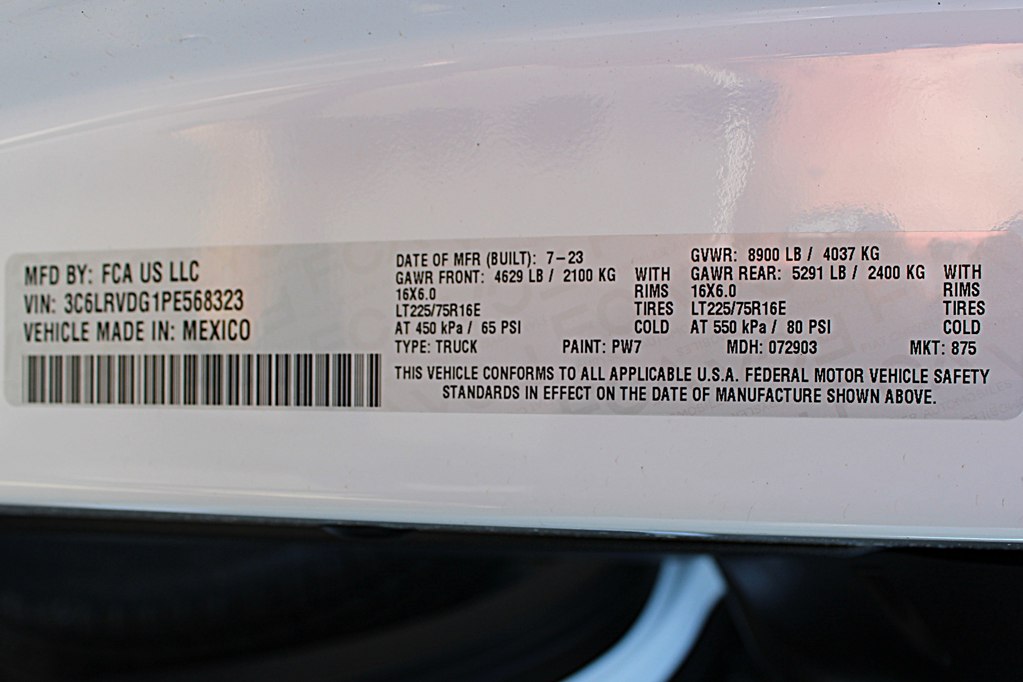 MFD BY: FCA US LLC
VIN: 3C6LRVDG1PE568323
VEHICLE MADE IN: MEXICO
DATE OF MFR (BUILT): 7-23
GAWR FRONT: 4629 LB / 2100 KG WITH
16X6.0 RIMS
LT225/75R16E TIRES
AT 450 kPa / 65 PSI COLD
GVWR: 8900 LB / 4037 KG
GAWR REAR: 5291 LB / 2400 KG WITH
16X6.0 RIMS
LT225/75R16E TIRES
AT 550 kPa / 80 PSI COLD
TYPE: TRUCK PAINT: PW7 MDH: 072903 MKT: 875
THIS VEHICLE CONFORMS TO ALL APPLICABLE U.S.A. FEDERAL MOTOR VEHICLE SAFETY
STANDARDS IN EFFECT ON THE DATE OF MANUFACTURE SHOWN ABOVE.